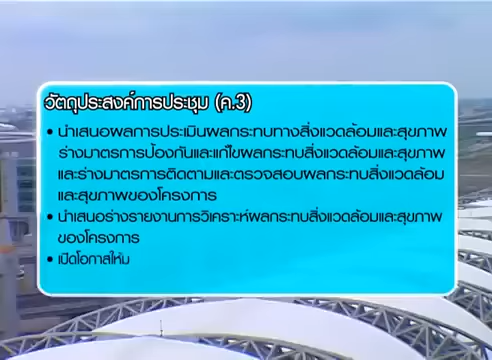 วัตถุประสงค์การประชุม (ค.3)
• นำเสนอผลการประเมินผลกระทบทางสิ่งแวดล้อมและสุขภาพ
ร่างมาตรการป้องกันและแก้ไขผลกระทบสิ่งแวดล้อมและสุขภาพ
และร่างมาตรการติดตามและตรวจสอบผลกระทบสิ่งแวดล้อม
และสุขภาพของโครงการ
• นำเสนอร่างรายงานการวิเคราะห์ผลกระทบสิ่งแวดล้อมและสุขภาพ
ของโครงการ
• เปิดโอกาสให้ม